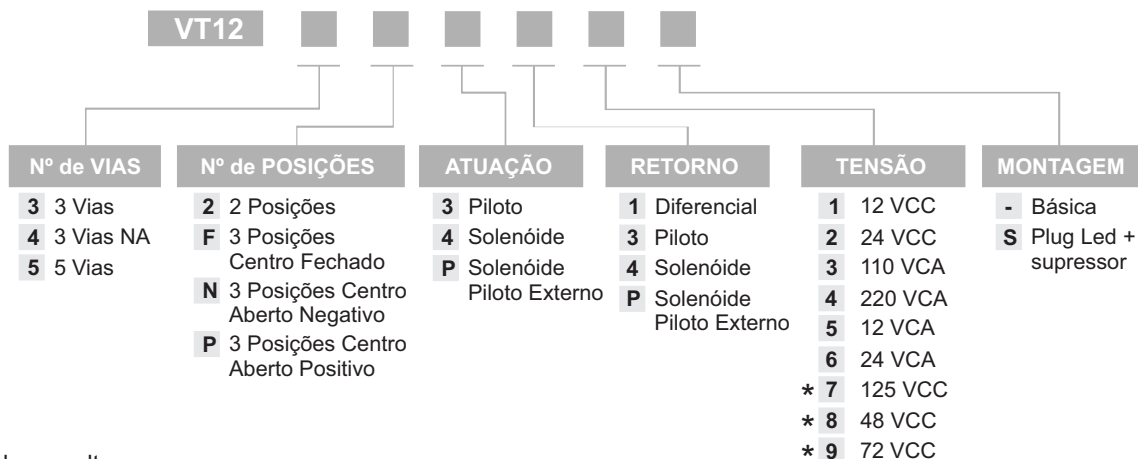 VT12
Nº de VIAS
3 3 Vias
4 3 Vias NA
5 5 Vias
Nº de POSIÇÕES
2 2 Posições
F 3 Posições
Centro Fechado
N 3 Posições Centro
Aberto Negativo
P 3 Posições Centro
Aberto Positivo
ATUAÇÃO
3 Piloto
4 Solenóide
P Solenóide
Piloto Externo
RETORNO
1 Diferencial
3 Piloto
4 Solenóide
P Solenóide
Piloto Externo
TENSÃO
1 12 VCC
2 24 VCC
3 110 VCA
4 220 VCA
5 12 VCA
6 24 VCA
* 7 125 VCC
* 8 48 VCC
* 9 72 VCC
MONTAGEM
- Básica
S Plug Led +
supressor